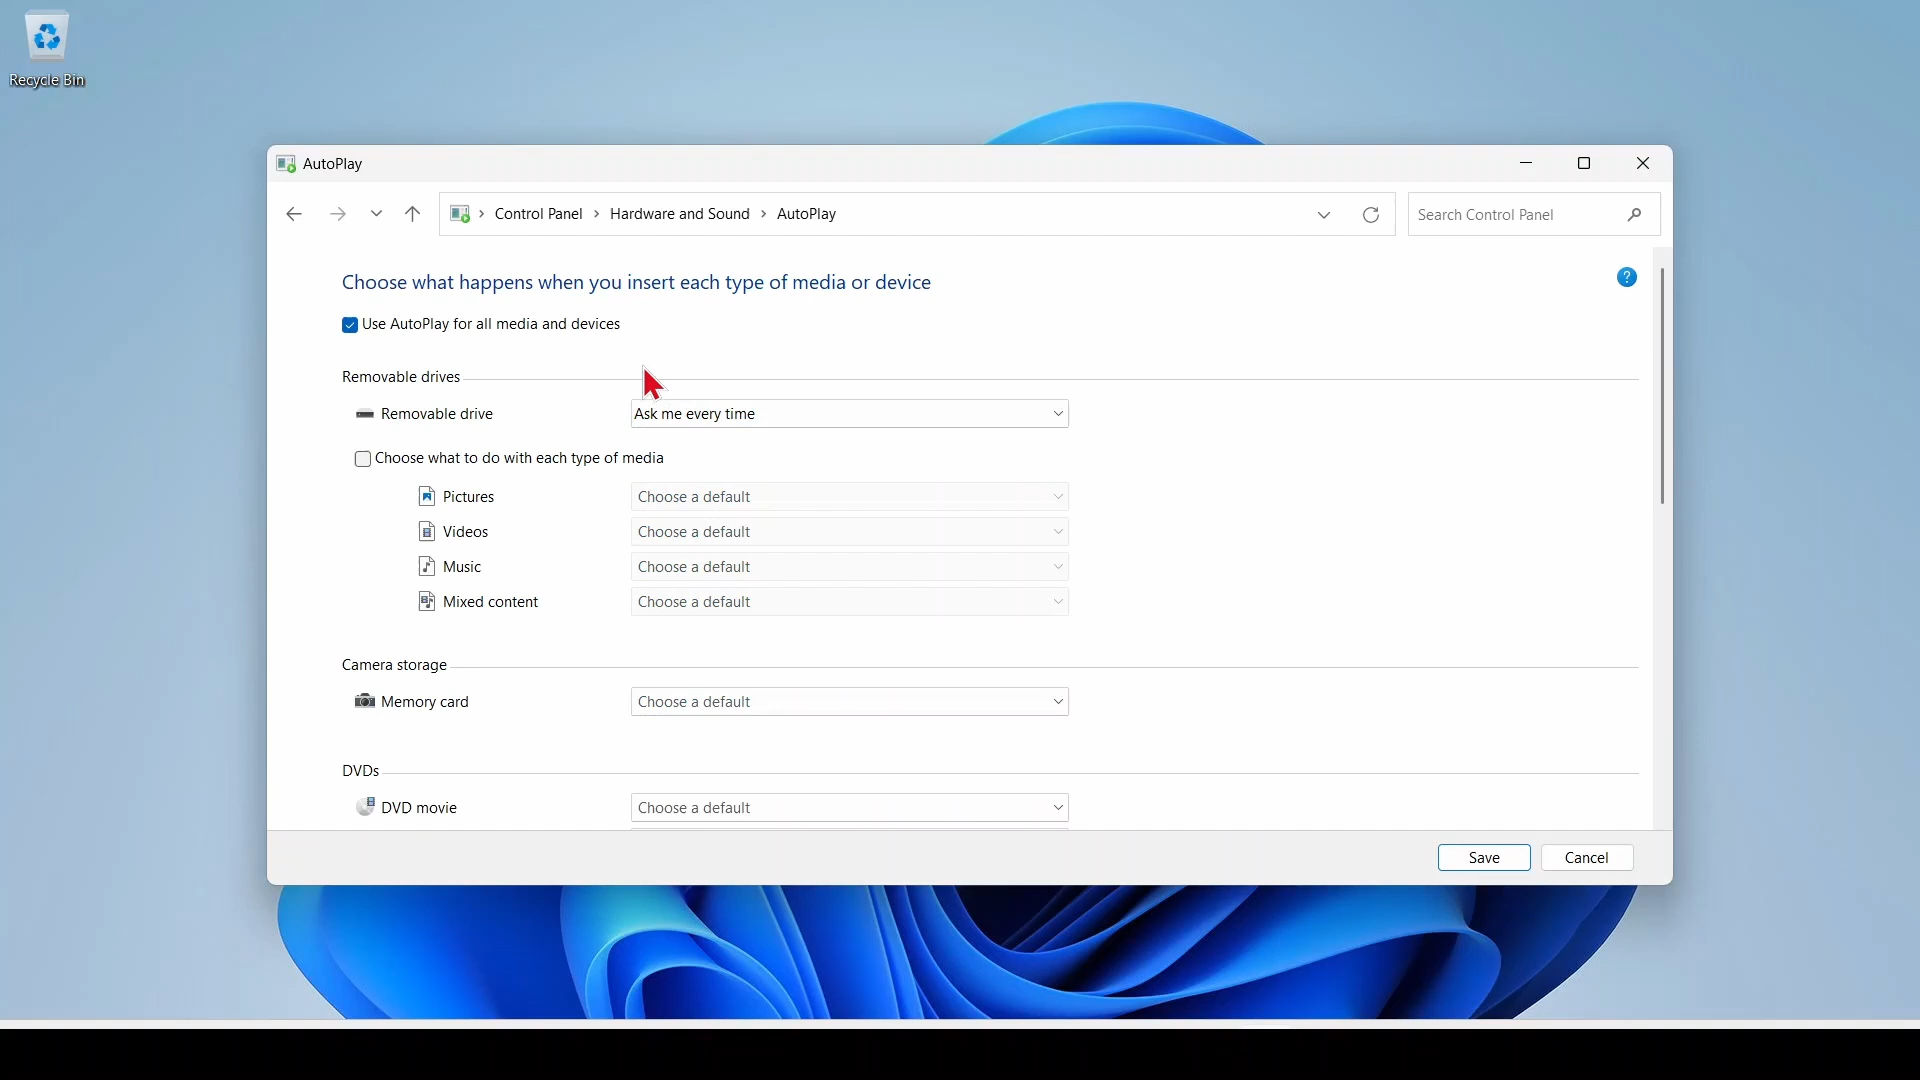 Recycle Bin
AutoPlay
Control Panel > Hardware and Sound > AutoPlay
Search Control Panel
Choose what happens when you insert each type of media or device
Use AutoPlay for all media and devices
Removable drives
Removable drive Ask me every time
Choose what to do with each type of media
Pictures Choose a default
Videos Choose a default
Music Choose a default
Mixed content Choose a default
Camera storage
Memory card Choose a default
DVDs
DVD movie Choose a default
Save Cancel